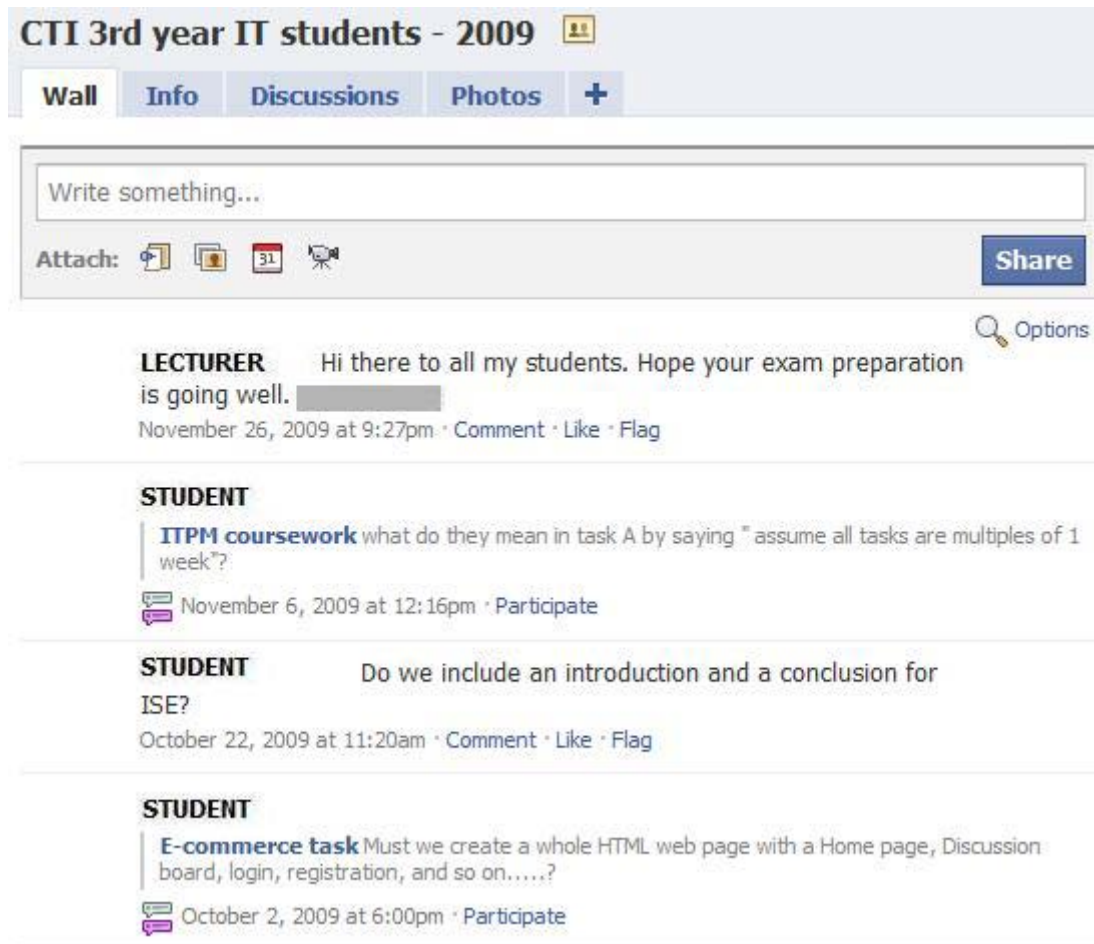 CTI 3rd year IT students - 2009
Wall Info Discussions Photos +
Write something...
Attach: 31 Share
Options
LECTURER Hi there to all my students. Hope your exam preparation
is going well.
November 26, 2009 at 9:27pm · Comment · Like · Flag
STUDENT
ITPM coursework what do they mean in task A by saying " assume all tasks are multiples of 1
week"?
November 6, 2009 at 12:16pm · Participate
STUDENT Do we include an introduction and a conclusion for
ISE?
October 22, 2009 at 11:20am · Comment · Like · Flag
STUDENT
E-commerce task Must we create a whole HTML web page with a Home page, Discussion
board, login, registration, and so on.....?
October 2, 2009 at 6:00pm · Participate